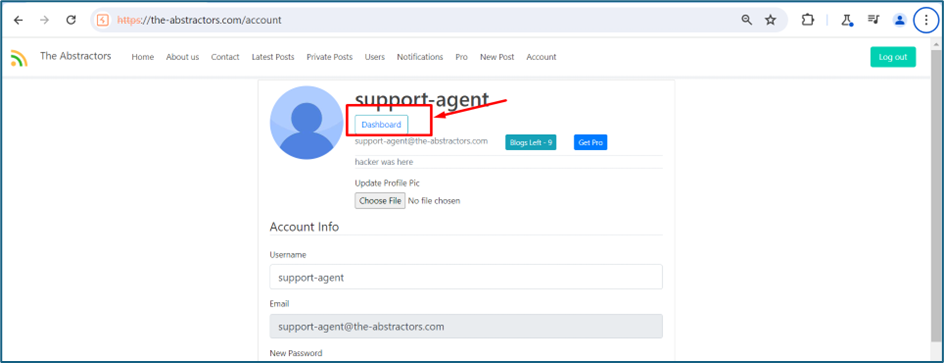 https://the-abstractors.com/account
The Abstractors Home About us Contact Latest Posts Private Posts Users Notifications Pro New Post Account Log out
support-agent
Dashboard
support-agent@the-abstractors.com Blogs Left - 9 Get Pro
hacker was here
Update Profile Pic
Choose File No file chosen
Account Info
Username
support-agent
Email
support-agent@the-abstractors.com
New Password